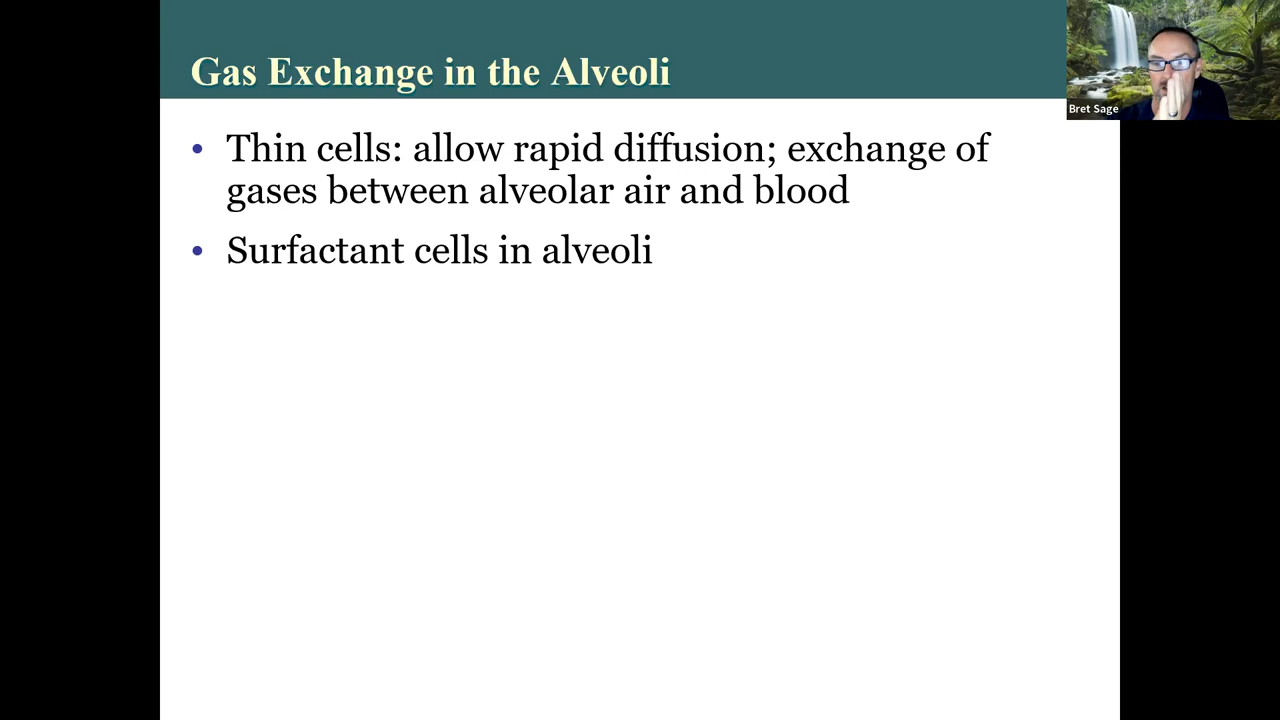 Gas Exchange in the Alveoli
Bret Sage
• Thin cells: allow rapid diffusion; exchange of
gases between alveolar air and blood
• Surfactant cells in alveoli